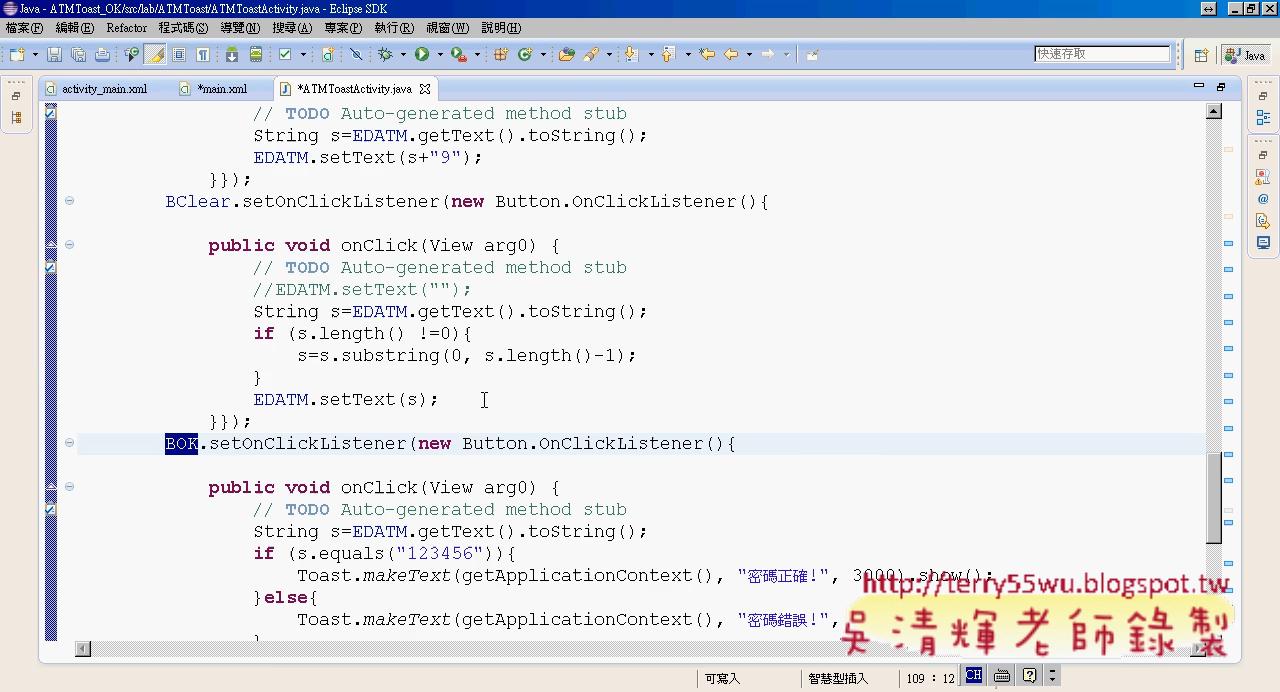 Java - ATMToast_OK/src/lab/ATMToast/ATMToastActivity.java - Eclipse SDK
檔案(F) 編輯(E) Refactor 程式碼(S) 導覽(N) 搜尋(A) 專案(P) 執行(R) 視窗(W) 說明(H)
快速存取 Java
activity_main.xml *main.xml *ATMToastActivity.java
// TODO Auto-generated method stub
String s=EDATM.getText().toString();
EDATM.setText(s+"9");
}});
BClear.setOnClickListener(new Button.OnClickListener(){
public void onClick(View arg0) {
// TODO Auto-generated method stub
//EDATM.setText("");
String s=EDATM.getText().toString();
if (s.length() !=0){
s=s.substring(0, s.length()-1);
}
EDATM.setText(s);
}});
BOK.setOnClickListener(new Button.OnClickListener(){
public void onClick(View arg0) {
// TODO Auto-generated method stub
String s=EDATM.getText().toString();
if (s.equals("123456")){
Toast.makeText(getApplicationContext(), "密碼正確!", 3000).show();
http://terry55wu.blogspot.tw
}else{
Toast.makeText(getApplicationContext(), "密碼錯誤!",
吳清輝老師錄製
可寫入 智慧型插入 109 : 12 CH